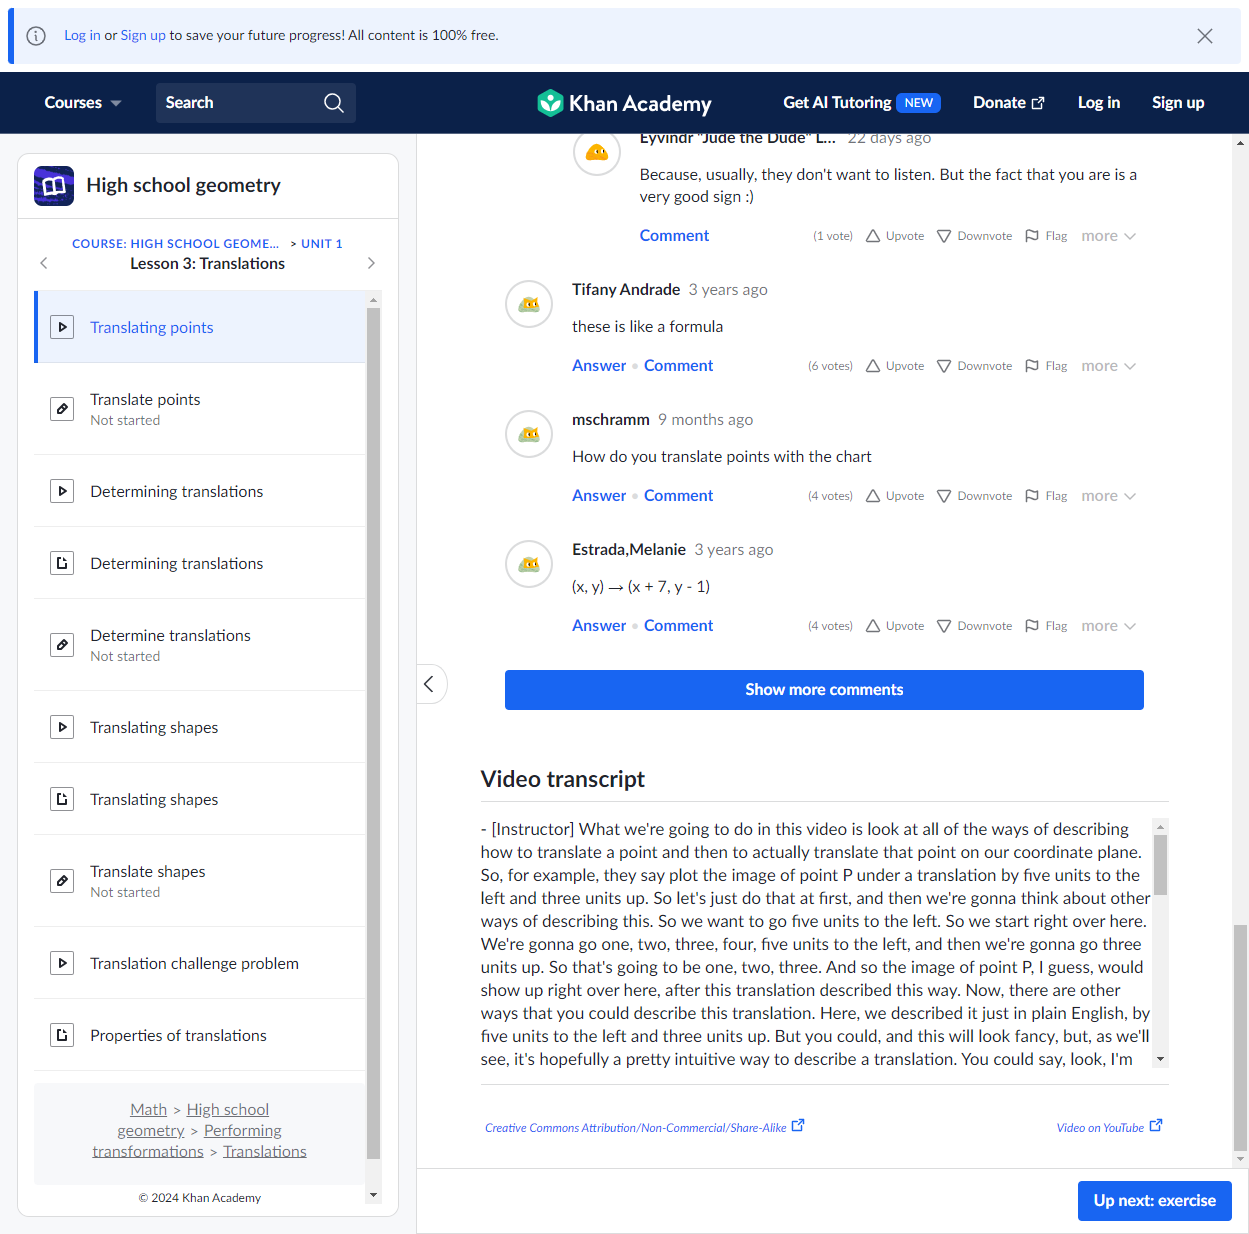 Log in or Sign up to save your future progress! All content is 100% free.
Courses
Search
Khan Academy
Get AI Tutoring NEW
Donate
Log in
Sign up
High school geometry
COURSE: HIGH SCHOOL GEOME... > UNIT 1
Lesson 3: Translations
Translating points
Translate points
Not started
Determining translations
Determining translations
Determine translations
Not started
Translating shapes
Translating shapes
Translate shapes
Not started
Translation challenge problem
Properties of translations
Math > High school
geometry > Performing
transformations > Translations
© 2024 Khan Academy
Eyvindr "Jude the Dude" L... 22 days ago
Because, usually, they don't want to listen. But the fact that you are is a
very good sign :)
Comment (1 vote) Upvote Downvote Flag more
Tifany Andrade 3 years ago
these is like a formula
Answer • Comment (6 votes) Upvote Downvote Flag more
mschramm 9 months ago
How do you translate points with the chart
Answer • Comment (4 votes) Upvote Downvote Flag more
Estrada,Melanie 3 years ago
(x, y) → (x + 7, y - 1)
Answer • Comment (4 votes) Upvote Downvote Flag more
Show more comments
Video transcript
- [Instructor] What we're going to do in this video is look at all of the ways of describing
how to translate a point and then to actually translate that point on our coordinate plane.
So, for example, they say plot the image of point P under a translation by five units to the
left and three units up. So let's just do that at first, and then we're gonna think about other
ways of describing this. So we want to go five units to the left. So we start right over here.
We're gonna go one, two, three, four, five units to the left, and then we're gonna go three
units up. So that's going to be one, two, three. And so the image of point P, I guess, would
show up right over here, after this translation described this way. Now, there are other
ways that you could describe this translation. Here, we described it just in plain English, by
five units to the left and three units up. But you could, and this will look fancy, but, as we'll
see, it's hopefully a pretty intuitive way to describe a translation. You could say, look, I'm
Creative Commons Attribution/Non-Commercial/Share-Alike
Video on YouTube
Up next: exercise